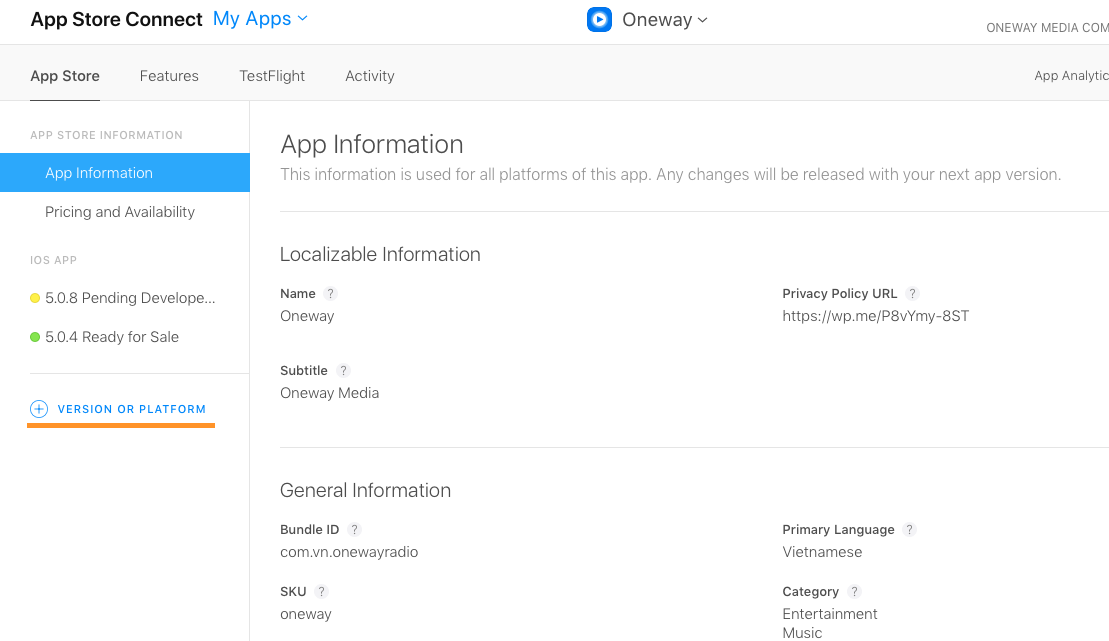 App Store Connect My Apps Oneway
ONEWAY MEDIA COM
App Store Features TestFlight Activity App Analytic
APP STORE INFORMATION
App Information
Pricing and Availability
IOS APP
5.0.8 Pending Develope...
5.0.4 Ready for Sale
VERSION OR PLATFORM
App Information
This information is used for all platforms of this app. Any changes will be released with your next app version.
Localizable Information
Name ?
Oneway
Privacy Policy URL ?
https://wp.me/P8vYmy-8ST
Subtitle ?
Oneway Media
General Information
Bundle ID ?
com.vn.onewayradio
Primary Language ?
Vietnamese
SKU ?
oneway
Category ?
Entertainment
Music